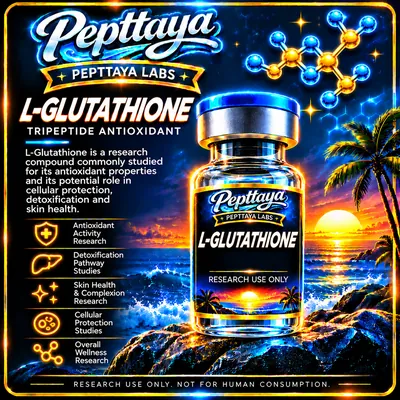 Pepttaya
PEPTTAYA LABS
L-GLUTATHIONE
TRIPEPTIDE ANTIOXIDANT
L-Glutathione is a research
compound commonly studied
for its antioxidant properties
and its potential role in
cellular protection,
detoxification and
skin health.
Antioxidant
Activity
Research
Detoxification
Pathway
Studies
Skin Health
& Complexion
Research
Cellular
Protection
Studies
Overall
Wellness
Research
Pepttaya
PEPTTAYA LABS
L-GLUTATHIONE
RESEARCH USE ONLY
RESEARCH USE ONLY. NOT FOR HUMAN CONSUMPTION.